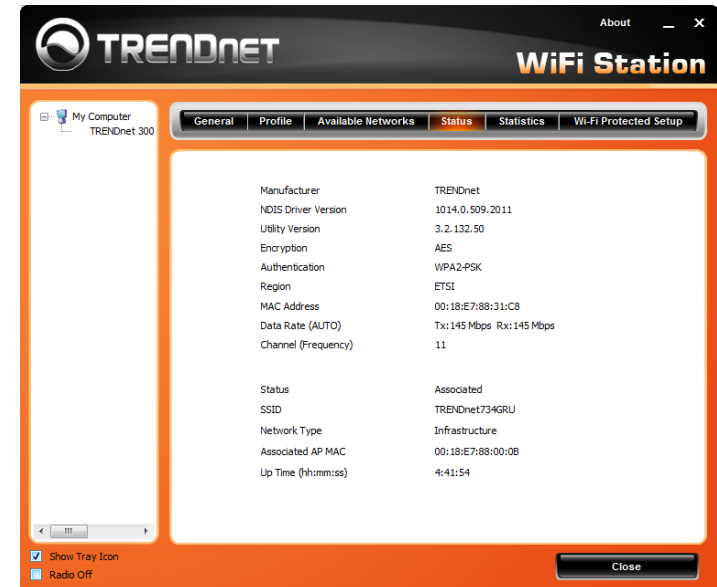 About
TRENDnet
WiFi Station
My Computer
TRENDnet 300
General Profile Available Networks Status Statistics Wi-Fi Protected Setup
Manufacturer TRENDnet
NDIS Driver Version 1014.0.509.2011
Utility Version 3.2.132.50
Encryption AES
Authentication WPA2-PSK
Region ETSI
MAC Address 00:18:E7:88:31:C8
Data Rate (AUTO) Tx:145 Mbps Rx:145 Mbps
Channel (Frequency) 11
Status Associated
SSID TRENDnet734GRU
Network Type Infrastructure
Associated AP MAC 00:18:E7:88:00:0B
Up Time (hh:mm:ss) 4:41:54
Show Tray Icon
Radio Off
Close